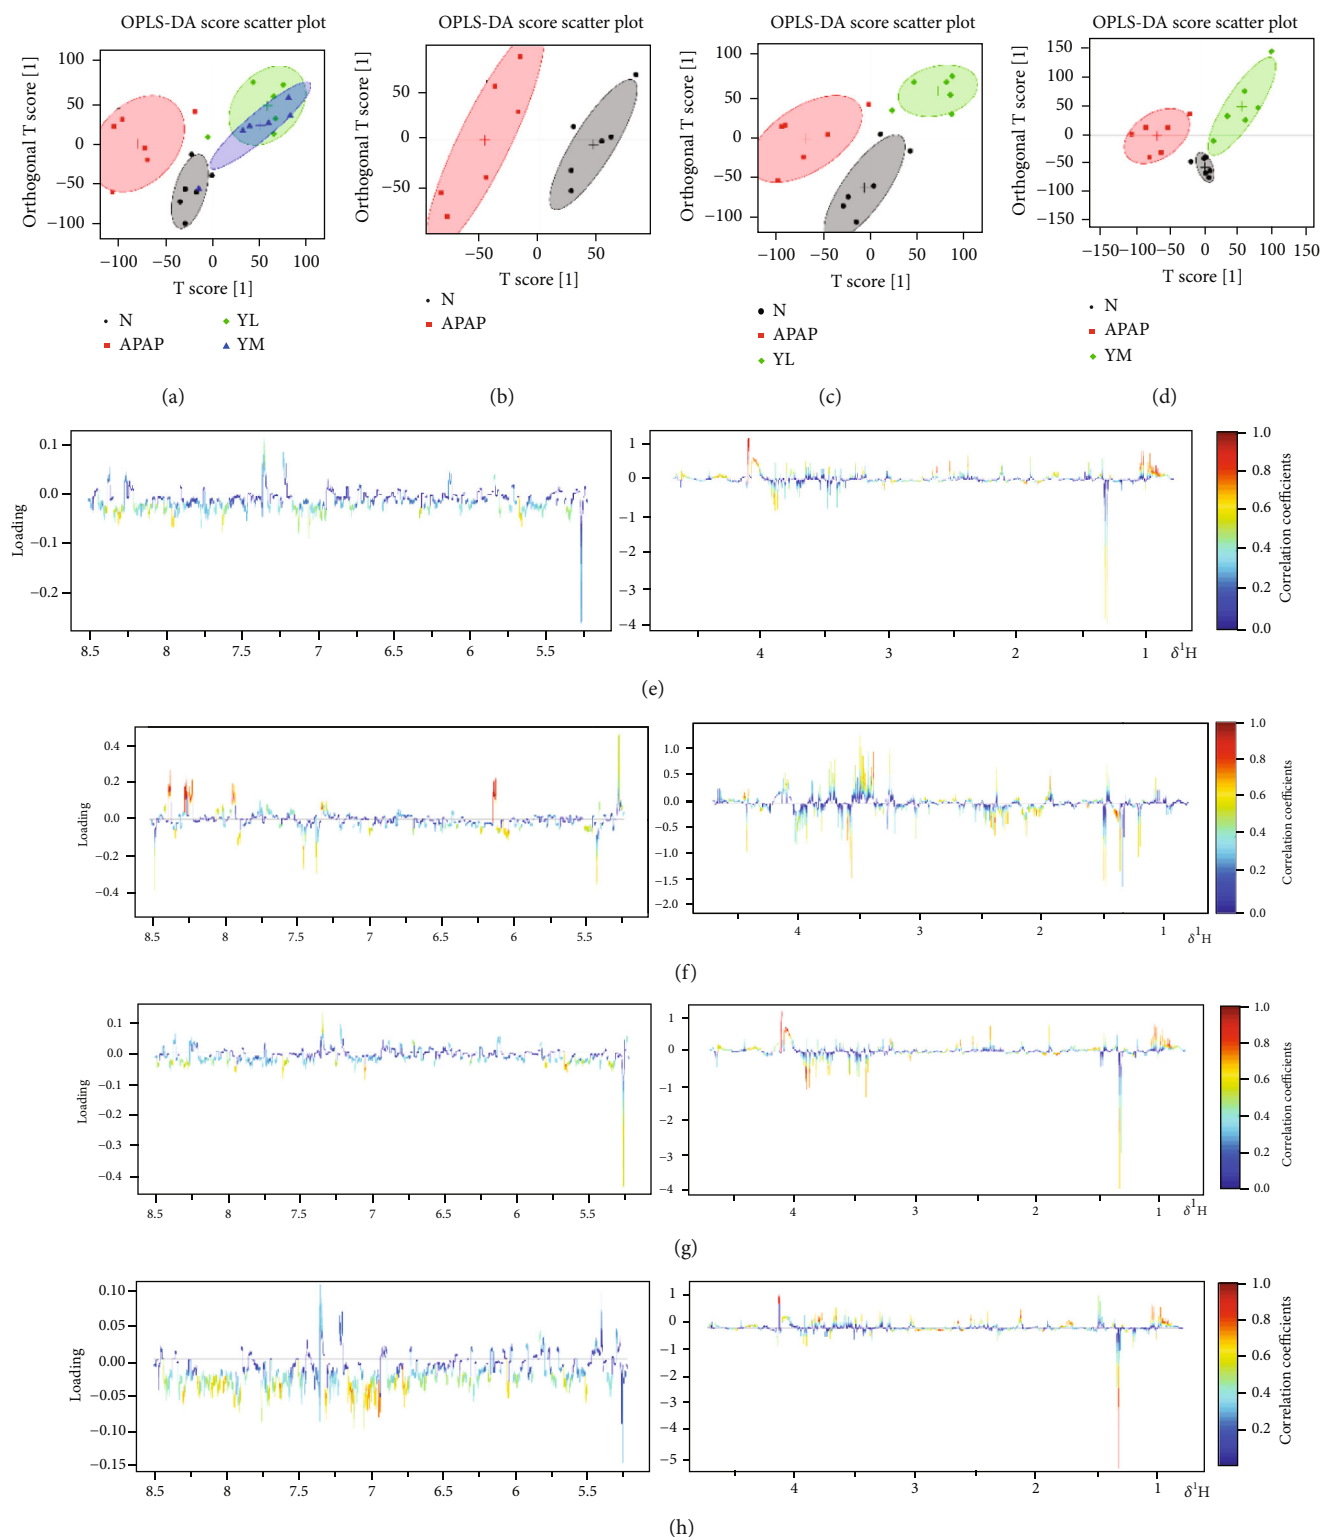 OPLS-DA score scatter plot
Orthogonal T score [1]
100
50
0
−50
−100
−100 −50 0 50 100
T score [1]
N
APAP
YL
YM
(a)
OPLS-DA score scatter plot
Orthogonal T score [1]
50
0
−50
−50 0 50
T score [1]
N
APAP
(b)
OPLS-DA score scatter plot
Orthogonal T score [1]
100
50
0
−50
−100
−100 −50 0 50 100
T score [1]
N
APAP
YL
(c)
OPLS-DA score scatter plot
Orthogonal T score [1]
150
100
50
0
−50
−100
−150
−150 −100 −50 0 50 100 150
T score [1]
N
APAP
YM
(d)
Loading
0.1
0.0
−0.1
−0.2
8.5 8 7.5 7 6.5 6 5.5
1
0
−1
−2
−3
−4
4 3 2 1 δ¹H
1.0
0.8
0.6
0.4
0.2
0.0
Correlation coefficients
(e)
Loading
0.4
0.2
0.0
−0.2
−0.4
8.5 8 7.5 7 6.5 6 5.5
1.0
0.5
0.0
−0.5
−1.0
−1.5
−2.0
4 3 2 1 δ¹H
1.0
0.8
0.6
0.4
0.2
0.0
Correlation coefficients
(f)
Loading
0.1
0.0
−0.1
−0.2
−0.3
−0.4
8.5 8 7.5 7 6.5 6 5.5
1
0
−1
−2
−3
−4
4 3 2 1 δ¹H
1.0
0.8
0.6
0.4
0.2
0.0
Correlation coefficients
(g)
Loading
0.10
0.05
0.00
−0.05
−0.10
−0.15
8.5 8 7.5 7 6.5 6 5.5
1
0
−1
−2
−3
−4
−5
4 3 2 1 δ¹H
1.0
0.8
0.6
0.4
0.2
Correlation coefficients
(h)